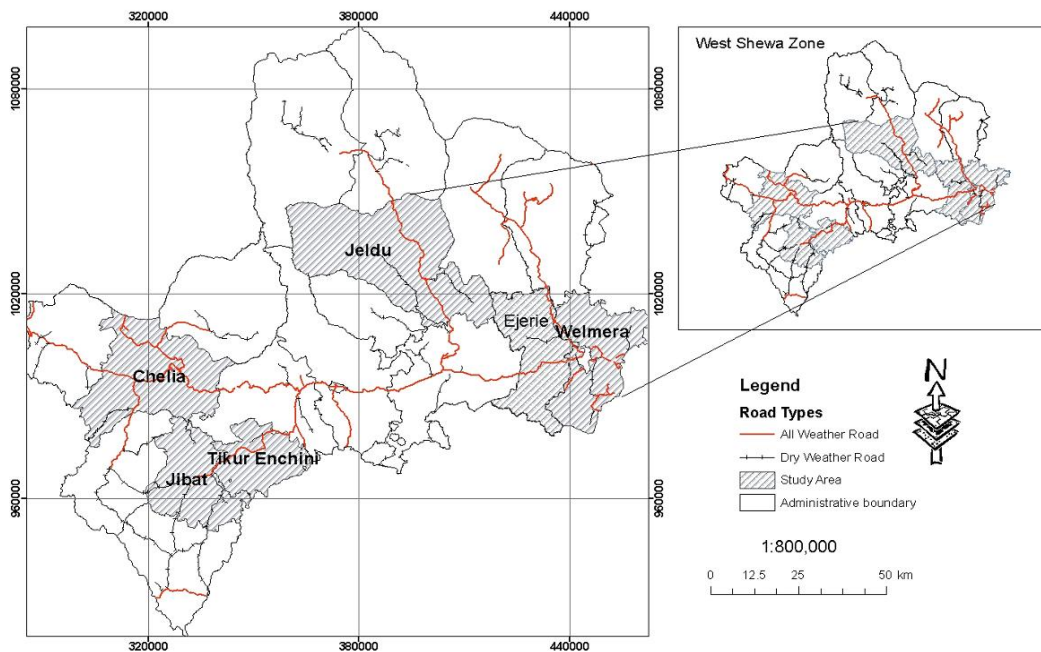 320000
380000
440000
1080000
1020000
960000
Jeldu
Ejerie
Welmera
Chelia
Tikur Enchini
Jibat
1080000
1020000
960000
320000
380000
440000
West Shewa Zone
Legend
Road Types
All Weather Road
Dry Weather Road
Study Area
Administrative boundary
N
1:800,000
0 12.5 25 50 km